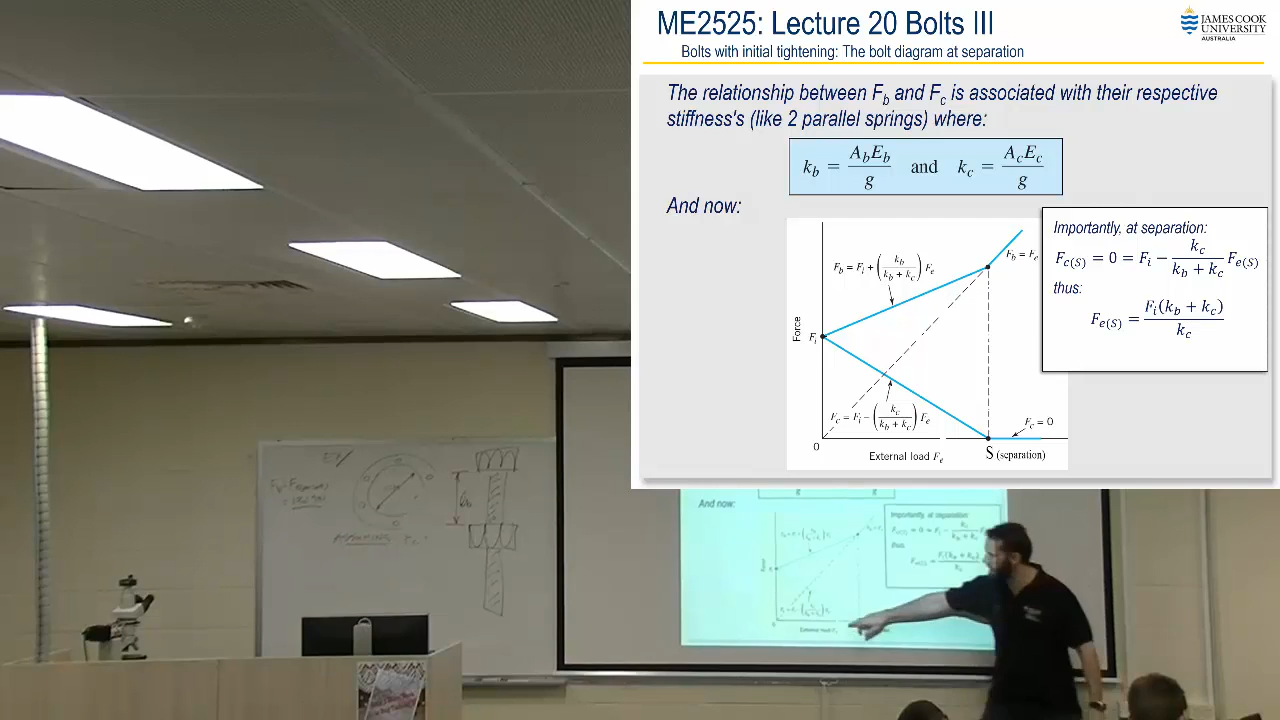 ME2525: Lecture 20 Bolts III
Bolts with initial tightening: The bolt diagram at separation
JAMES COOK
UNIVERSITY
AUSTRALIA
The relationship between F_b and F_c is associated with their respective
stiffness's (like 2 parallel springs) where:
k_b = A_bE_b / g and k_c = A_cE_c / g
And now:
Importantly, at separation:
F_c(S) = 0 = F_i − k_c / (k_b + k_c) F_e(S)
thus:
F_e(S) = F_i(k_b + k_c) / k_c
F_b = F_i + (k_b / (k_b + k_c)) F_e
F_b = F_e
Force
F_i
F_c = F_i − (k_c / (k_b + k_c)) F_e
F_c = 0
0
External load F_e
S (separation)
And now:
Importantly, at separation:
thus